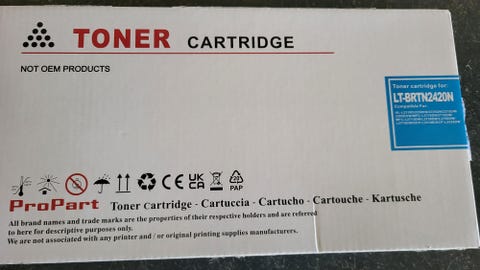 TONER CARTRIDGE
NOT OEM PRODUCTS
Toner cartridge for:
LT-BRTN2420N
Compatible For:
UK
CA
20
PAP
ProPart Toner Cartridge - Cartuccia - Cartucho - Cartouche - Kartusche
All brand names and trade marks are the properties of their respective holders and are referred
to here for descriptive purposes only.
We are not associated with any printer and / or original printing supplies manufacturers.